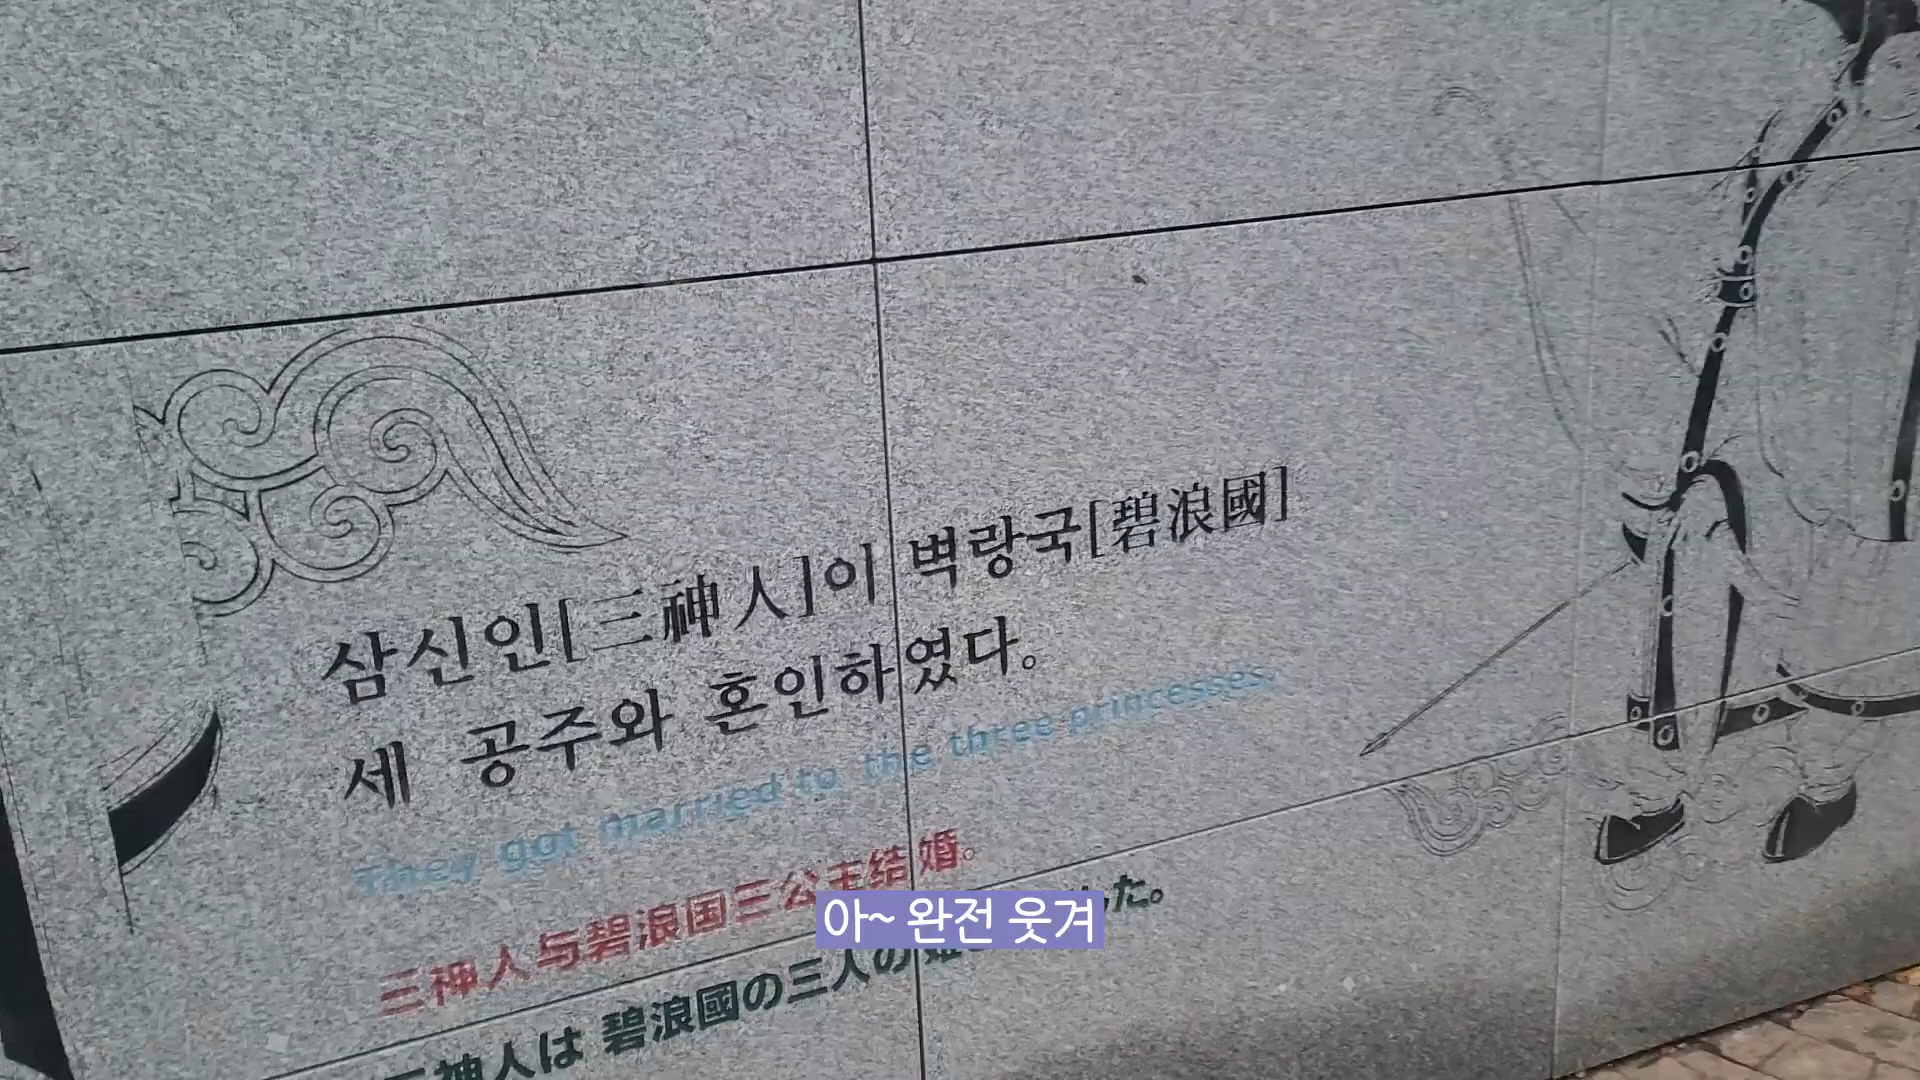 삼신인[三神人]이 벽랑국[碧浪國]
세 공주와 혼인하였다。
They got married to the three princesses.
三神人与碧浪国三公主结婚。
三神人は 碧浪國の三人の した。
아~ 완전 웃겨